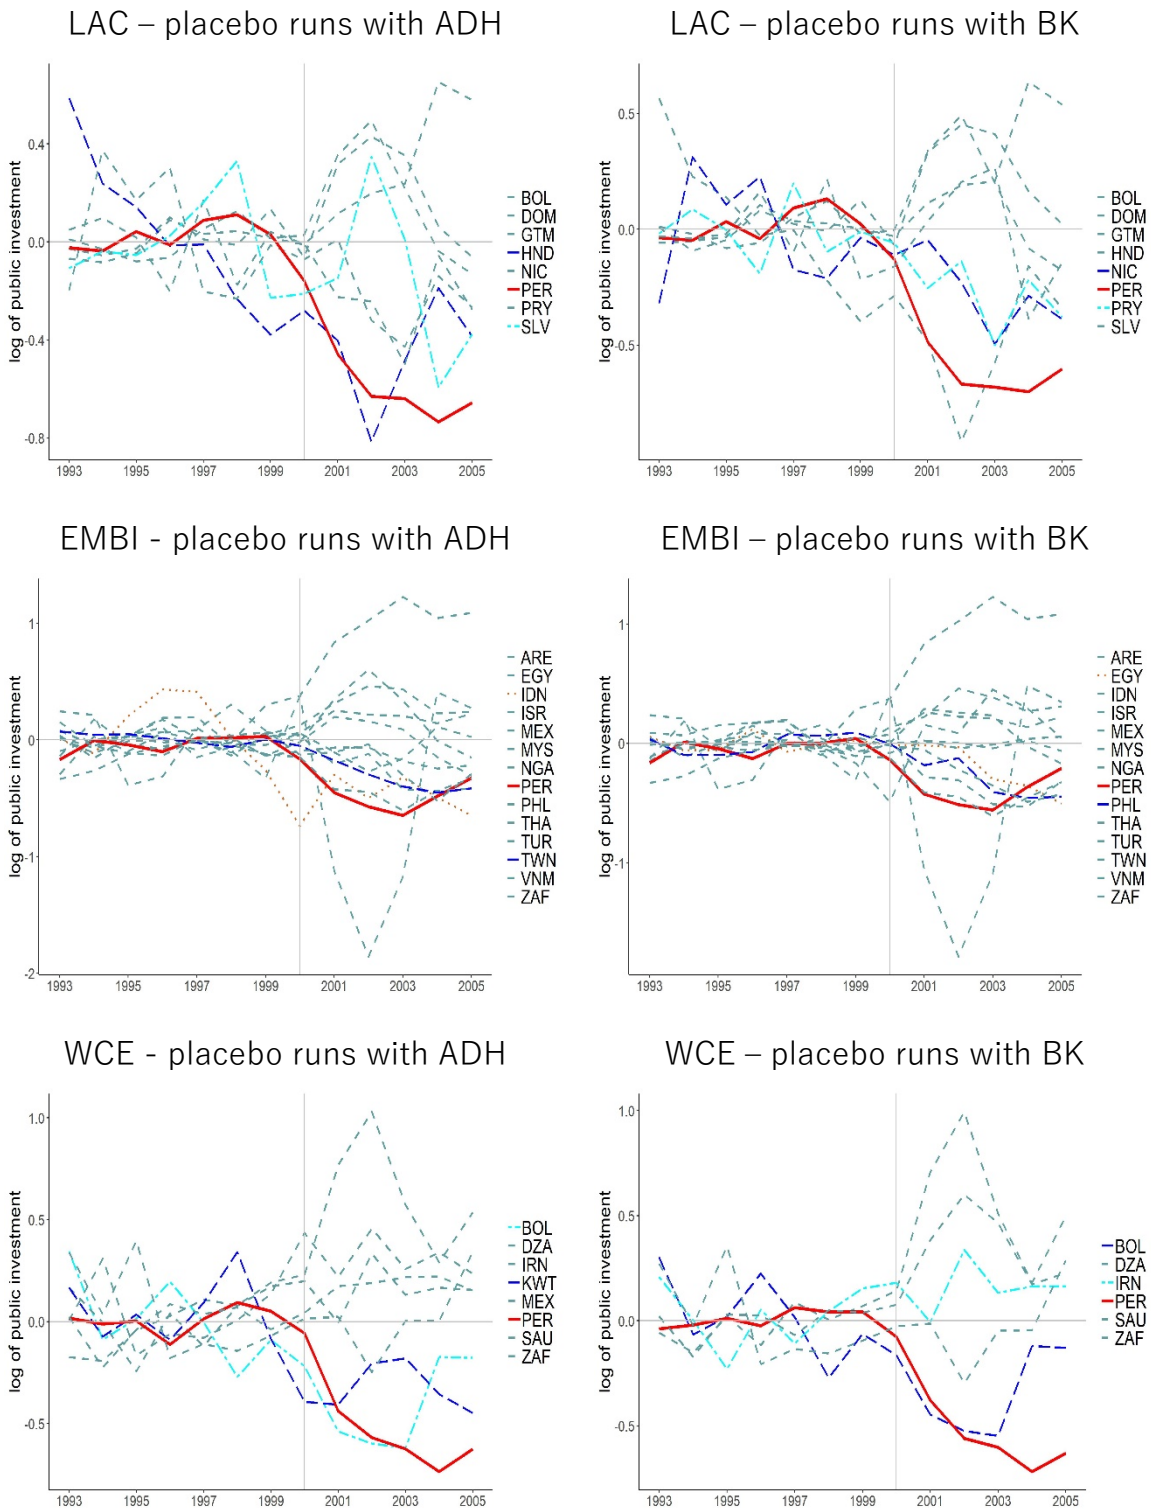 LAC – placebo runs with ADH
log of public investment
0.4
0.0
-0.4
-0.8
1993 1995 1997 1999 2001 2003 2005
BOL
DOM
GTM
HND
NIC
PER
PRY
SLV
LAC – placebo runs with BK
log of public investment
0.5
0.0
-0.5
1993 1995 1997 1999 2001 2003 2005
BOL
DOM
GTM
HND
NIC
PER
PRY
SLV
EMBI - placebo runs with ADH
log of public investment
1
0
-1
-2
1993 1995 1997 1999 2001 2003 2005
ARE
EGY
IDN
ISR
MEX
MYS
NGA
PER
PHL
THA
TUR
TWN
VNM
ZAF
EMBI – placebo runs with BK
log of public investment
1
0
-1
1993 1995 1997 1999 2001 2003 2005
ARE
EGY
IDN
ISR
MEX
MYS
NGA
PER
PHL
THA
TUR
TWN
VNM
ZAF
WCE - placebo runs with ADH
log of public investment
1.0
0.5
0.0
-0.5
1993 1995 1997 1999 2001 2003 2005
BOL
DZA
IRN
KWT
MEX
PER
SAU
ZAF
WCE – placebo runs with BK
log of public investment
1.0
0.5
0.0
-0.5
1993 1995 1997 1999 2001 2003 2005
BOL
DZA
IRN
PER
SAU
ZAF